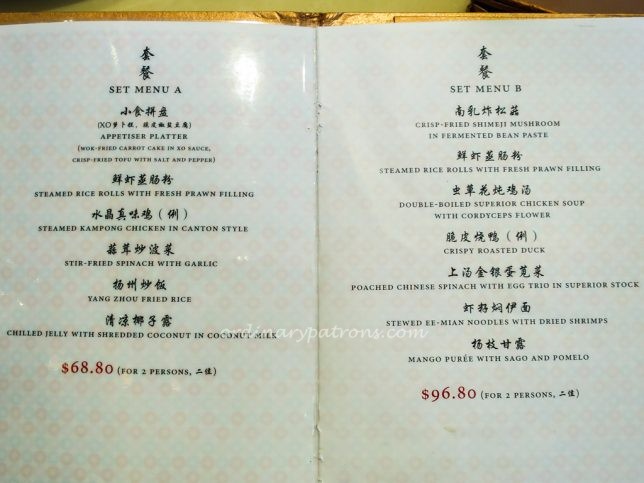 套
餐
SET MENU A
小食拼盘
(XO萝卜糕，脆皮椒盐豆腐)
APPETISER PLATTER
(WOK-FRIED CARROT CAKE IN XO SAUCE,
CRISP-FRIED TOFU WITH SALT AND PEPPER)
鲜虾蒸肠粉
STEAMED RICE ROLLS WITH FRESH PRAWN FILLING
水晶真味鸡（例）
STEAMED KAMPONG CHICKEN IN CANTON STYLE
蒜茸炒波菜
STIR-FRIED SPINACH WITH GARLIC
扬州炒饭
YANG ZHOU FRIED RICE
清凉椰子露
CHILLED JELLY WITH SHREDDED COCONUT IN COCONUT MILK
$68.80 (FOR 2 PERSONS, 二位)
套
餐
SET MENU B
南乳炸松菇
CRISP-FRIED SHIMEJI MUSHROOM
IN FERMENTED BEAN PASTE
鲜虾蒸肠粉
STEAMED RICE ROLLS WITH FRESH PRAWN FILLING
虫草花炖鸡汤
DOUBLE-BOILED SUPERIOR CHICKEN SOUP
WITH CORDYCEPS FLOWER
脆皮烧鸭（例）
CRISPY ROASTED DUCK
上汤金银蛋苋菜
POACHED CHINESE SPINACH WITH EGG TRIO IN SUPERIOR STOCK
虾籽焖伊面
STEWED EE-MIAN NOODLES WITH DRIED SHRIMPS
杨枝甘露
MANGO PURÉE WITH SAGO AND POMELO
$96.80 (FOR 2 PERSONS, 二位)
ordinarypatrons.com